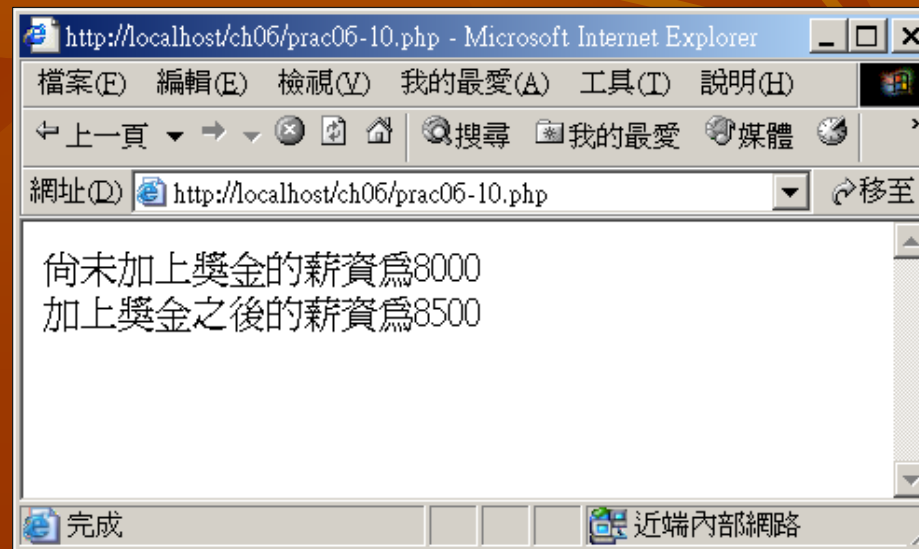 http://localhost/ch06/prac06-10.php - Microsoft Internet Explorer
檔案(F) 編輯(E) 檢視(V) 我的最愛(A) 工具(T) 說明(H)
上一頁 搜尋 我的最愛 媒體 »
網址(D) http://localhost/ch06/prac06-10.php 移至
尚未加上獎金的薪資為8000
加上獎金之後的薪資為8500
完成 近端內部網路